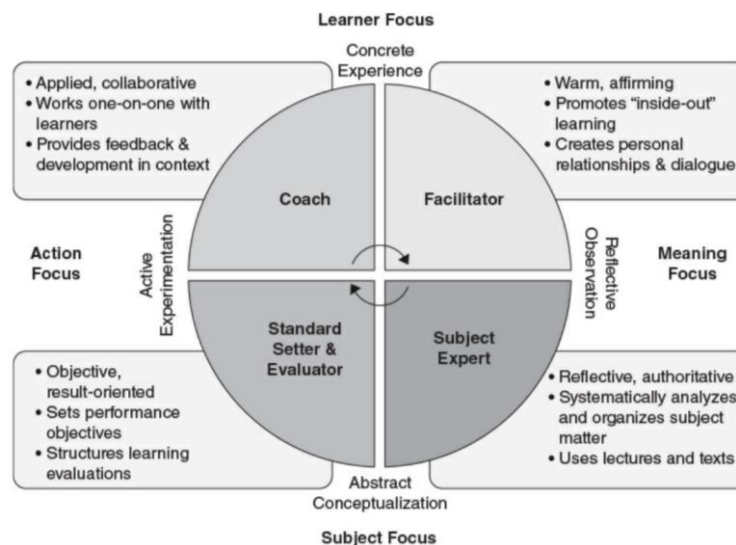 Learner Focus
Concrete
Experience
• Applied, collaborative
• Works one-on-one with
learners
• Provides feedback &
development in context
• Warm, affirming
• Promotes “inside-out”
learning
• Creates personal
relationships & dialogue
Coach
Facilitator
Action
Focus
Active
Experimentation
Reflective
Observation
Meaning
Focus
Standard
Setter &
Evaluator
Subject
Expert
• Objective,
result-oriented
• Sets performance
objectives
• Structures learning
evaluations
• Reflective, authoritative
• Systematically analyzes
and organizes subject
matter
• Uses lectures and texts
Abstract
Conceptualization
Subject Focus